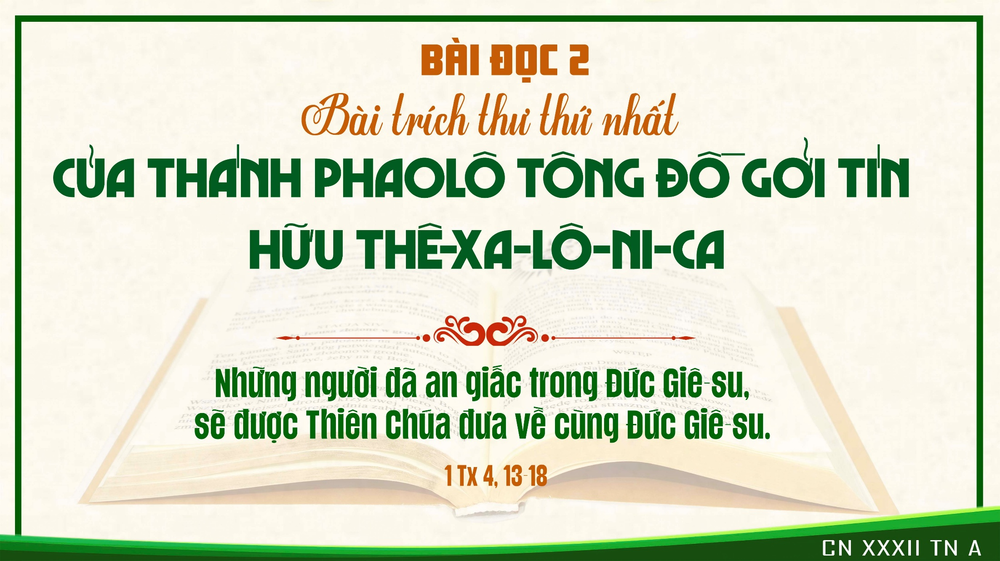 BÀI ĐỌC 2
Bài trích thư thứ nhất
CỦA THÁNH PHAOLÔ TÔNG ĐỒ GỞI TÍN
HỮU THÊ-XA-LÔ-NI-CA
Những người đã an giấc trong Đức Giê-su,
sẽ được Thiên Chúa đưa về cùng Đức Giê-su.
1 Tx 4, 13-18
CN XXXII TN A